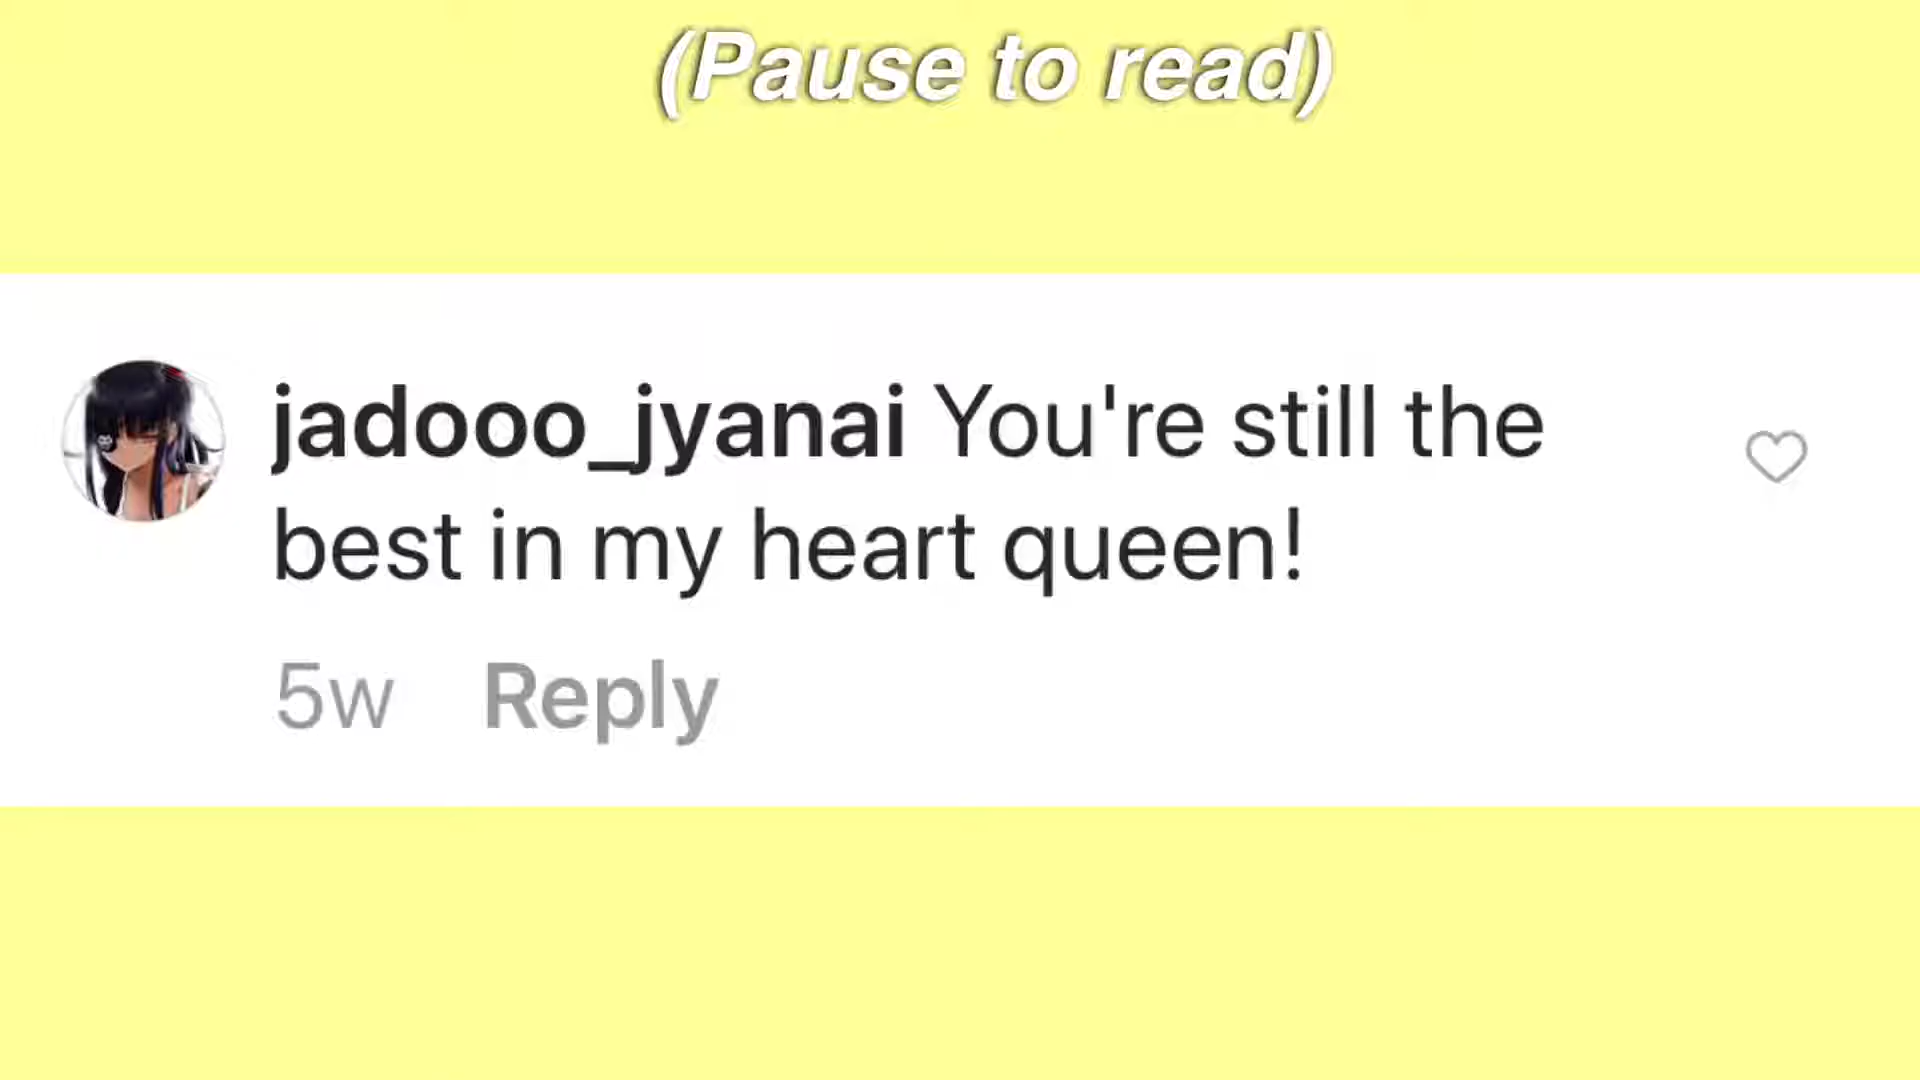 (Pause to read)
jadooo_jyanai You're still the
best in my heart queen!
5w Reply